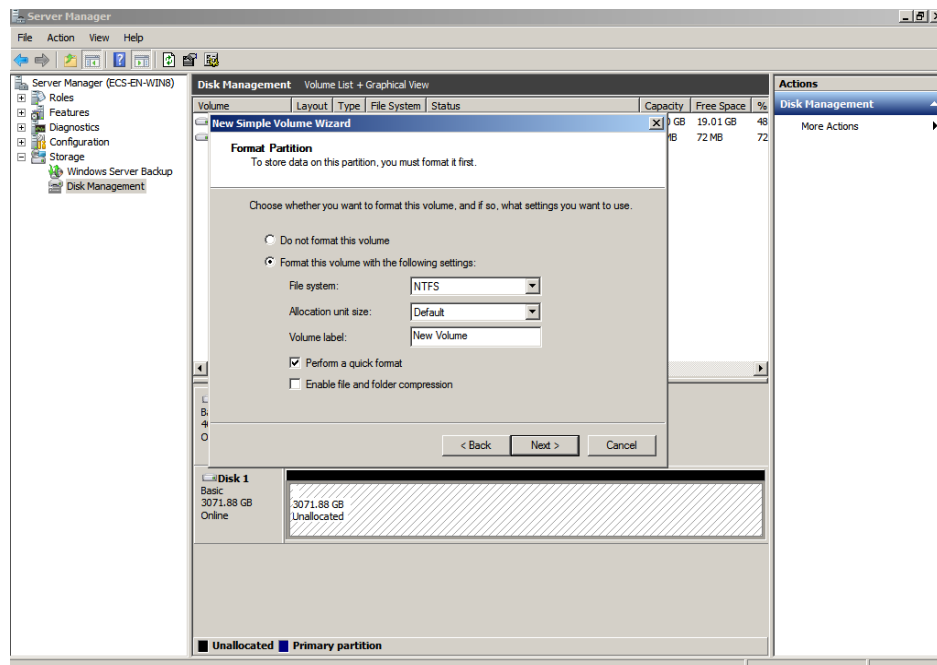 Server Manager
File Action View Help
Server Manager (ECS-EN-WIN8)
Roles
Features
Diagnostics
Configuration
Storage
Windows Server Backup
Disk Management
Disk Management Volume List + Graphical View
Volume Layout Type File System Status Capacity Free Space %
GB 19.01 GB 48
MB 72 MB 72
New Simple Volume Wizard
Format Partition
To store data on this partition, you must format it first.
Choose whether you want to format this volume, and if so, what settings you want to use.
Do not format this volume
Format this volume with the following settings:
File system: NTFS
Allocation unit size: Default
Volume label: New Volume
Perform a quick format
Enable file and folder compression
< Back Next > Cancel
Disk 1
Basic
3071.88 GB
Online
3071.88 GB
Unallocated
Unallocated Primary partition
Actions
Disk Management
More Actions